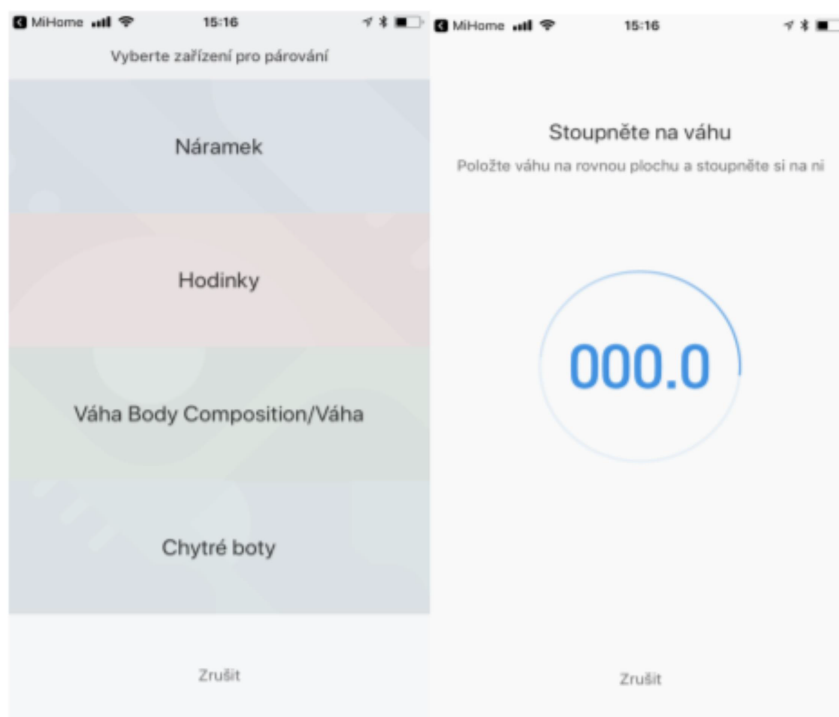 MiHome 15:16
Vyberte zařízení pro párování
Náramek
Hodinky
Váha Body Composition/Váha
Chytré boty
Zrušit
MiHome 15:16
Stoupněte na váhu
Položte váhu na rovnou plochu a stoupněte si na ni
000.0
Zrušit